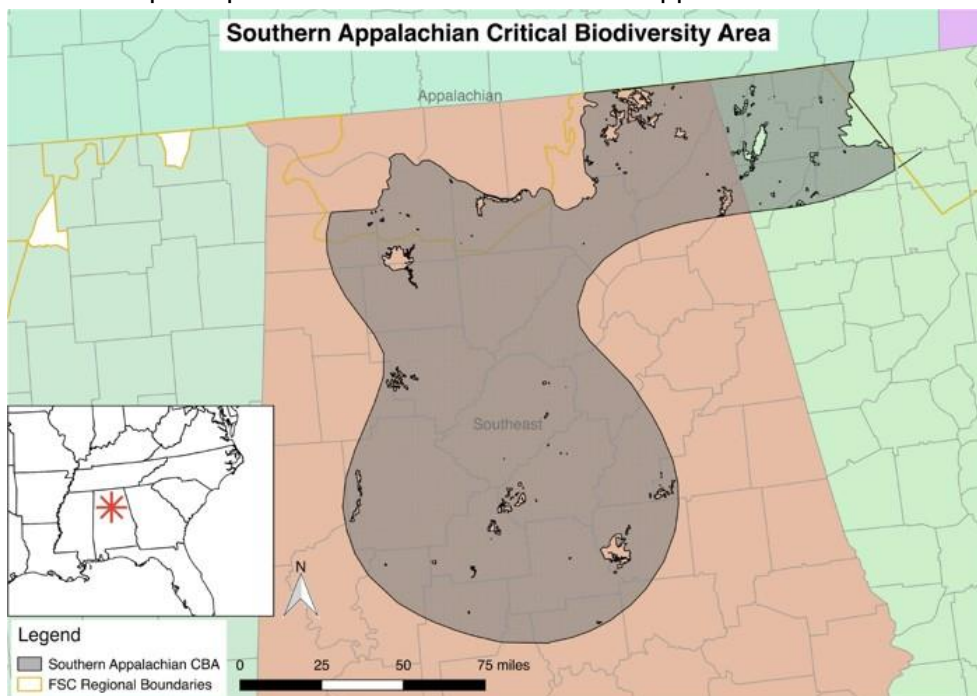 Southern Appalachian Critical Biodiversity Area
Appalachian
Southeast
N
Legend
Southern Appalachian CBA
FSC Regional Boundaries
0 25 50 75 miles